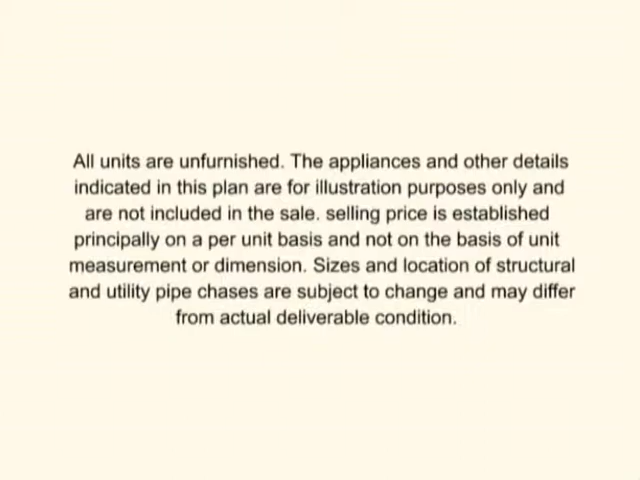 All units are unfurnished. The appliances and other details
indicated in this plan are for illustration purposes only and
are not included in the sale. selling price is established
principally on a per unit basis and not on the basis of unit
measurement or dimension. Sizes and location of structural
and utility pipe chases are subject to change and may differ
from actual deliverable condition.